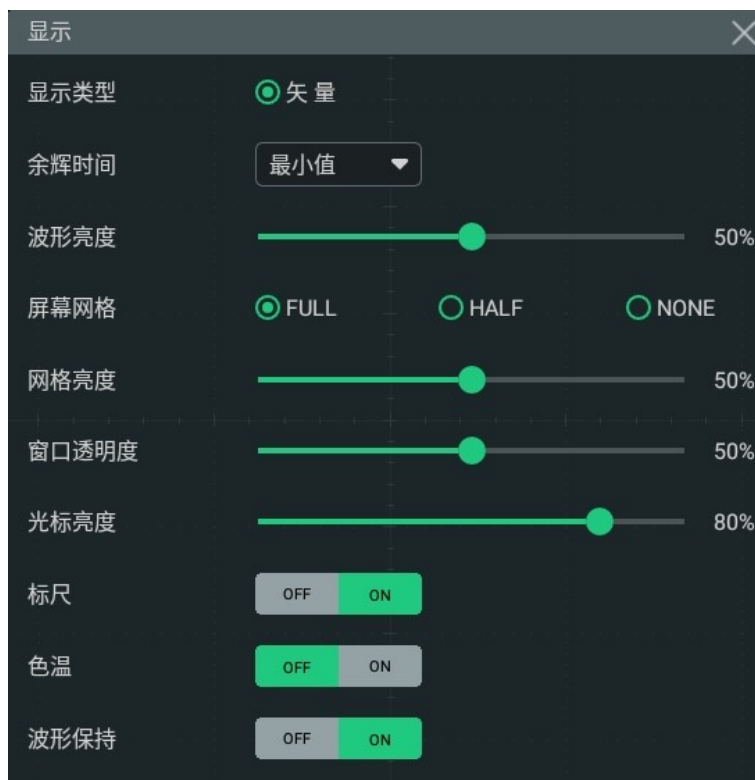 显示
显示类型 矢量
余辉时间 最小值
波形亮度 50%
屏幕网格 FULL HALF NONE
网格亮度 50%
窗口透明度 50%
光标亮度 80%
标尺 OFF ON
色温 OFF ON
波形保持 OFF ON